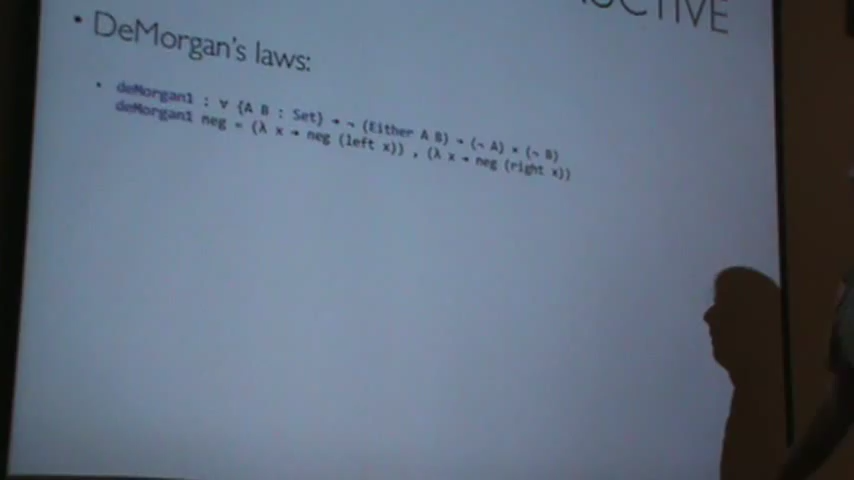 • DeMorgan's laws:
• deMorgan1 : ∀ {A B : Set} → ¬ (Either A B) → (¬ A) × (¬ B)
deMorgan1 neg = (λ x → neg (left x)) , (λ x → neg (right x))